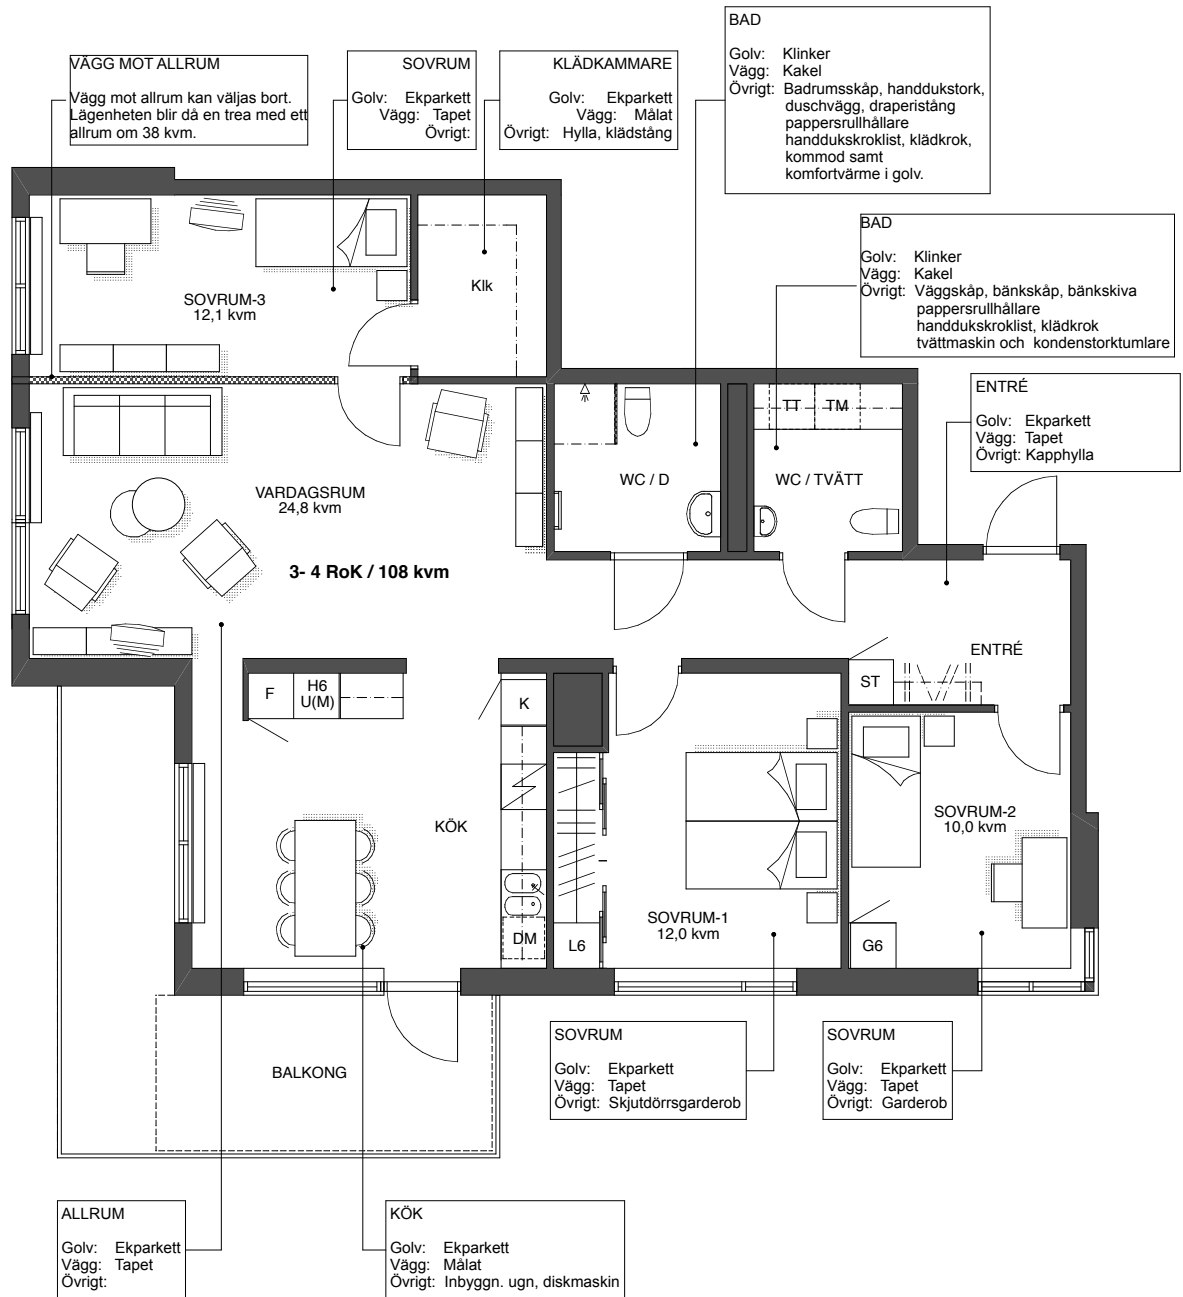 BAD
Golv: Klinker
Vägg: Kakel
Övrigt: Badrumsskåp, handdukstork,
duschvägg, draperistång
pappersrullhållare
handdukskroklist, klädkrok,
kommod samt
komfortvärme i golv.
VÄGG MOT ALLRUM
Vägg mot allrum kan väljas bort.
Lägenheten blir då en trea med ett
allrum om 38 kvm.
SOVRUM
Golv: Ekparkett
Vägg: Tapet
Övrigt:
KLÄDKAMMARE
Golv: Ekparkett
Vägg: Målat
Övrigt: Hylla, klädstång
BAD
Golv: Klinker
Vägg: Kakel
Övrigt: Väggskåp, bänkskåp, bänkskiva
pappersrullhållare
handdukskroklist, klädkrok
tvättmaskin och kondenstorktumlare
SOVRUM-3
12,1 kvm
Klk
ENTRÉ
Golv: Ekparkett
Vägg: Tapet
Övrigt: Kapphylla
TT
TM
WC / D
WC / TVÄTT
VARDAGSRUM
24,8 kvm
3- 4 RoK / 108 kvm
ENTRÉ
ST
F
H6
U(M)
K
KÖK
SOVRUM-2
10,0 kvm
SOVRUM-1
12,0 kvm
DM
L6
G6
BALKONG
SOVRUM
Golv: Ekparkett
Vägg: Tapet
Övrigt: Skjutdörrsgarderob
SOVRUM
Golv: Ekparkett
Vägg: Tapet
Övrigt: Garderob
ALLRUM
Golv: Ekparkett
Vägg: Tapet
Övrigt:
KÖK
Golv: Ekparkett
Vägg: Målat
Övrigt: Inbyggn. ugn, diskmaskin